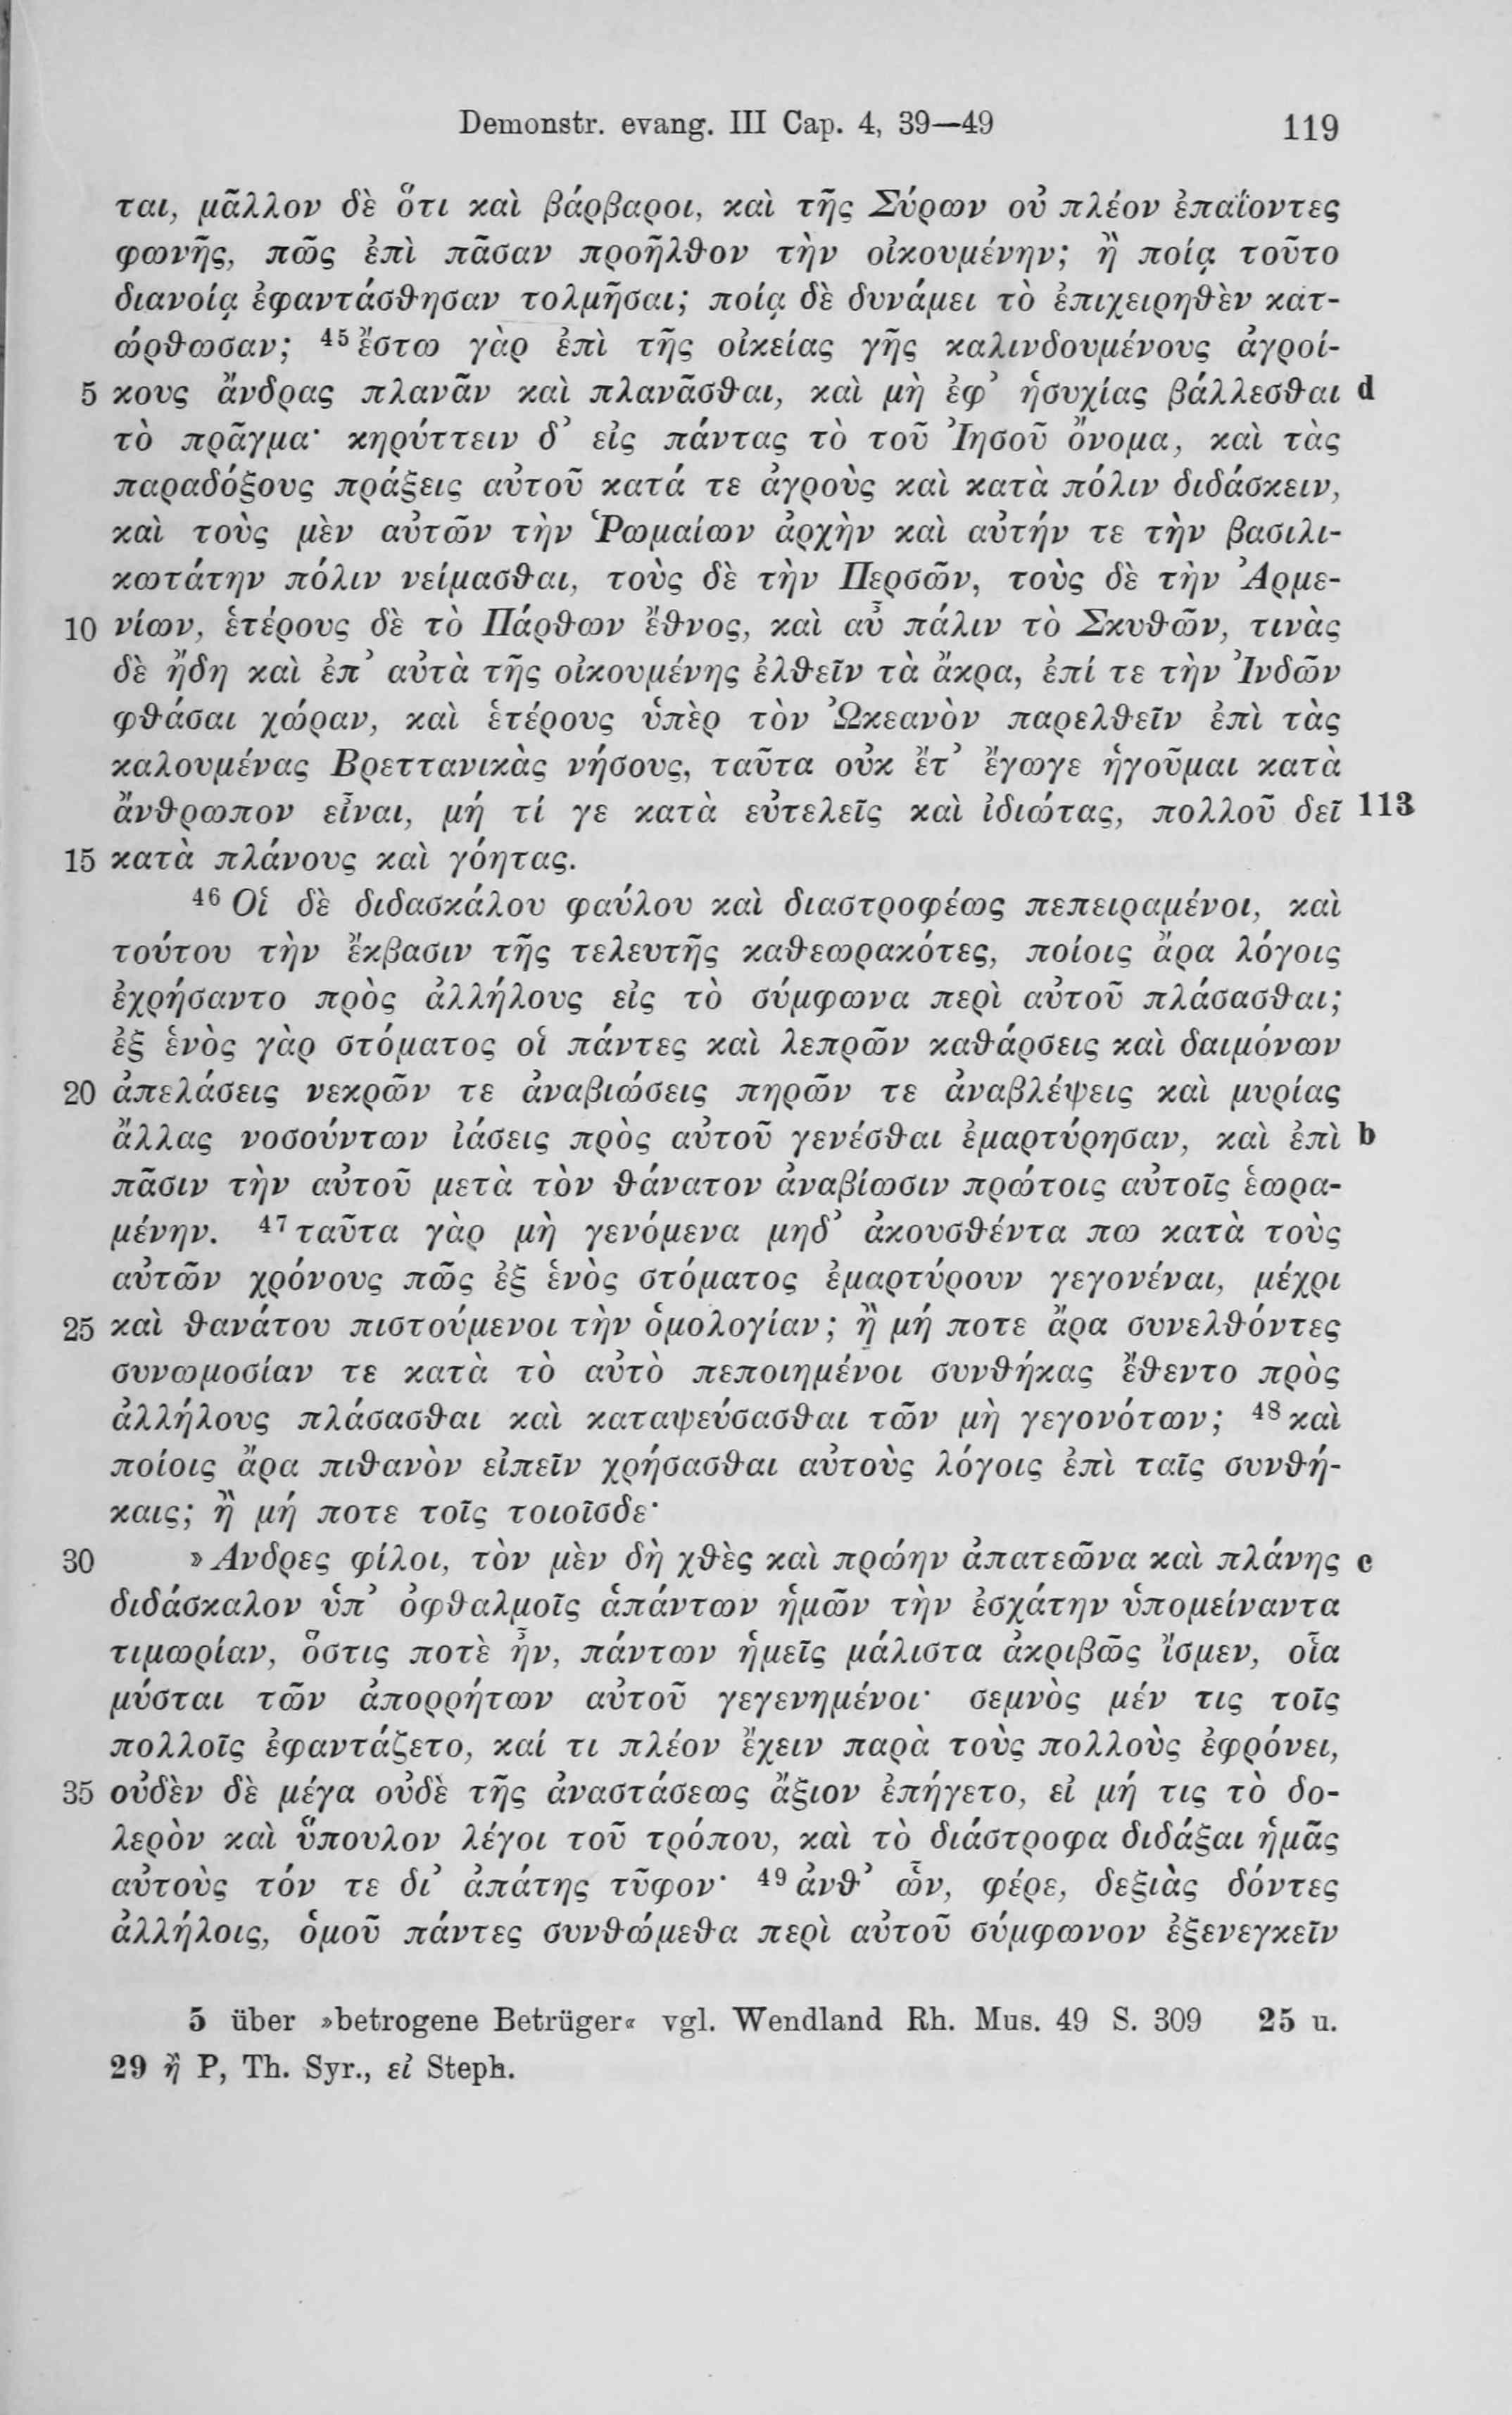 Demonstr. evang. III Cap. 4, 39—49 119
ται, μᾶλλον δὲ ὅτι καὶ βάρβαροι, καὶ τῆς Σύρων οὐ πλέον ἐπαΐοντες
φωνῆς, πῶς ἐπὶ πᾶσαν προῆλθον τὴν οἰκουμένην; ἢ ποίᾳ τοῦτο
διανοίᾳ ἐφαντάσθησαν τολμῆσαι; ποίᾳ δὲ δυνάμει τὸ ἐπιχειρηθὲν κατ-
ώρθωσαν; ⁴⁵ ἔστω γὰρ ἐπὶ τῆς οἰκείας γῆς καλινδουμένους ἀγροί-
5 κους ἄνδρας πλανᾶν καὶ πλανᾶσθαι, καὶ μὴ ἐφ᾽ ἡσυχίας βάλλεσθαι d
τὸ πρᾶγμα· κηρύττειν δ᾽ εἰς πάντας τὸ τοῦ Ἰησοῦ ὄνομα, καὶ τὰς
παραδόξους πράξεις αὐτοῦ κατά τε ἀγροὺς καὶ κατὰ πόλιν διδάσκειν,
καὶ τοὺς μὲν αὐτῶν τὴν Ῥωμαίων ἀρχὴν καὶ αὐτήν τε τὴν βασιλι-
κωτάτην πόλιν νείμασθαι, τοὺς δὲ τὴν Περσῶν, τοὺς δὲ τὴν Ἀρμε-
10 νίων, ἑτέρους δὲ τὸ Πάρθων ἔθνος, καὶ αὖ πάλιν τὸ Σκυθῶν, τινὰς
δὲ ἤδη καὶ ἐπ᾽ αὐτὰ τῆς οἰκουμένης ἐλθεῖν τὰ ἄκρα, ἐπί τε τὴν Ἰνδῶν
φθάσαι χώραν, καὶ ἑτέρους ὑπὲρ τὸν Ὠκεανὸν παρελθεῖν ἐπὶ τὰς
καλουμένας Βρεττανικὰς νήσους, ταῦτα οὐκ ἔτ᾽ ἔγωγε ἡγοῦμαι κατὰ
ἄνθρωπον εἶναι, μή τί γε κατὰ εὐτελεῖς καὶ ἰδιώτας, πολλοῦ δεῖ 113
15 κατὰ πλάνους καὶ γόητας.
⁴⁶ Οἱ δὲ διδασκάλου φαύλου καὶ διαστροφέως πεπειραμένοι, καὶ
τούτου τὴν ἔκβασιν τῆς τελευτῆς καθεωρακότες, ποίοις ἄρα λόγοις
ἐχρήσαντο πρὸς ἀλλήλους εἰς τὸ σύμφωνα περὶ αὐτοῦ πλάσασθαι;
ἐξ ἑνὸς γὰρ στόματος οἱ πάντες καὶ λεπρῶν καθάρσεις καὶ δαιμόνων
20 ἀπελάσεις νεκρῶν τε ἀναβιώσεις πηρῶν τε ἀναβλέψεις καὶ μυρίας
ἄλλας νοσούντων ἰάσεις πρὸς αὐτοῦ γενέσθαι ἐμαρτύρησαν, καὶ ἐπὶ b
πᾶσιν τὴν αὐτοῦ μετὰ τὸν θάνατον ἀναβίωσιν πρώτοις αὐτοῖς ἑωρα-
μένην. ⁴⁷ ταῦτα γὰρ μὴ γενόμενα μηδ᾽ ἀκουσθέντα πω κατὰ τοὺς
αὐτῶν χρόνους πῶς ἐξ ἑνὸς στόματος ἐμαρτύρουν γεγονέναι, μέχρι
25 καὶ θανάτου πιστούμενοι τὴν ὁμολογίαν; ἢ μή ποτε ἄρα συνελθόντες
συνωμοσίαν τε κατὰ τὸ αὐτὸ πεποιημένοι συνθήκας ἔθεντο πρὸς
ἀλλήλους πλάσασθαι καὶ καταψεύσασθαι τῶν μὴ γεγονότων; ⁴⁸ καὶ
ποίοις ἄρα πιθανὸν εἰπεῖν χρήσασθαι αὐτοὺς λόγοις ἐπὶ ταῖς συνθή-
καις; ἢ μή ποτε τοῖς τοιοῖσδε·
30 »Ανδρες φίλοι, τὸν μὲν δὴ χθὲς καὶ πρώην ἀπατεῶνα καὶ πλάνης c
διδάσκαλον ὑπ᾽ ὀφθαλμοῖς ἁπάντων ἡμῶν τὴν ἐσχάτην ὑπομείναντα
τιμωρίαν, ὅστις ποτὲ ἦν, πάντων ἡμεῖς μάλιστα ἀκριβῶς ἴσμεν, οἷα
μύσται τῶν ἀπορρήτων αὐτοῦ γεγενημένοι· σεμνὸς μέν τις τοῖς
πολλοῖς ἐφαντάζετο, καί τι πλέον ἔχειν παρὰ τοὺς πολλοὺς ἐφρόνει,
35 οὐδὲν δὲ μέγα οὐδὲ τῆς ἀναστάσεως ἄξιον ἐπήγετο, εἰ μή τις τὸ δο-
λερὸν καὶ ὕπουλον λέγοι τοῦ τρόπου, καὶ τὸ διάστροφα διδάξαι ἡμᾶς
αὐτοὺς τόν τε δι᾽ ἀπάτης τῦφον· ⁴⁹ ἀνθ᾽ ὧν, φέρε, δεξιὰς δόντες
ἀλλήλοις, ὁμοῦ πάντες συνθώμεθα περὶ αὐτοῦ σύμφωνον ἐξενεγκεῖν
5 über »betrogene Betrüger« vgl. Wendland Rh. Mus. 49 S. 309 25 u.
29 ἢ P, Th. Syr., εἰ Steph.